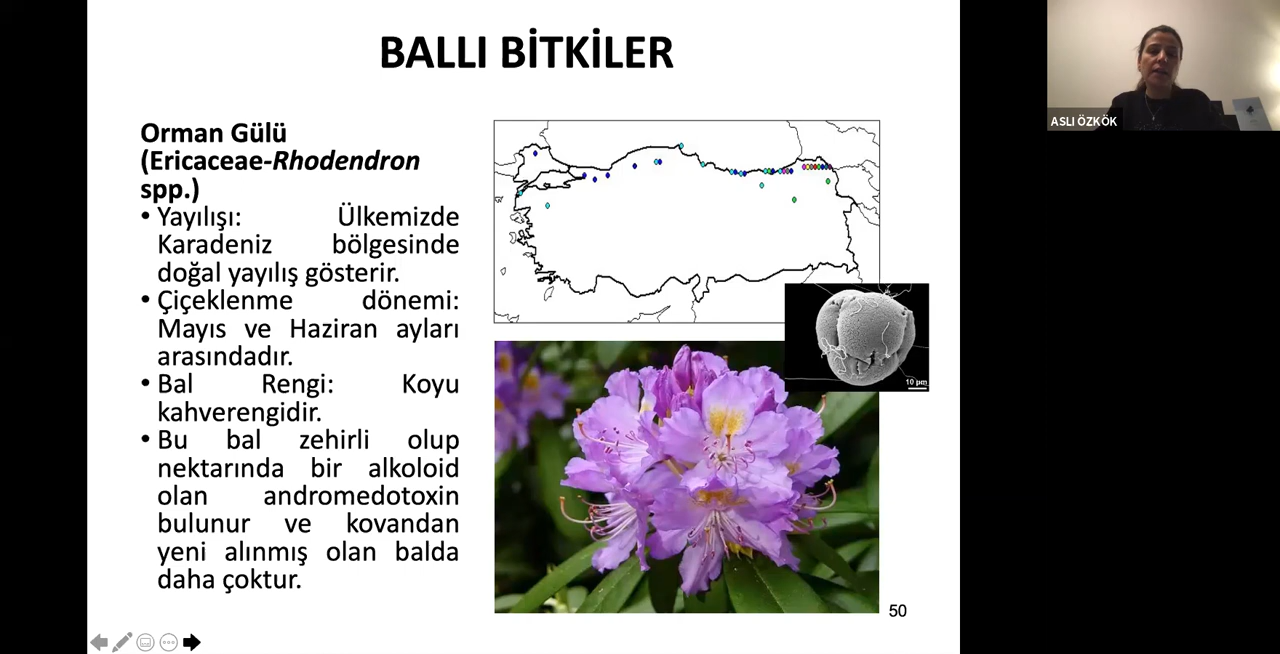 BALLI BİTKİLER
Orman Gülü
(Ericaceae-Rhodendron
spp.)
• Yayılışı: Ülkemizde
Karadeniz bölgesinde
doğal yayılış gösterir.
• Çiçeklenme dönemi:
Mayıs ve Haziran ayları
arasındadır.
• Bal Rengi: Koyu
kahverengidir.
• Bu bal zehirli olup
nektarında bir alkoloid
olan andromedotoxin
bulunur ve kovandan
yeni alınmış olan balda
daha çoktur.
10 µm
50
ASLI ÖZKÖK